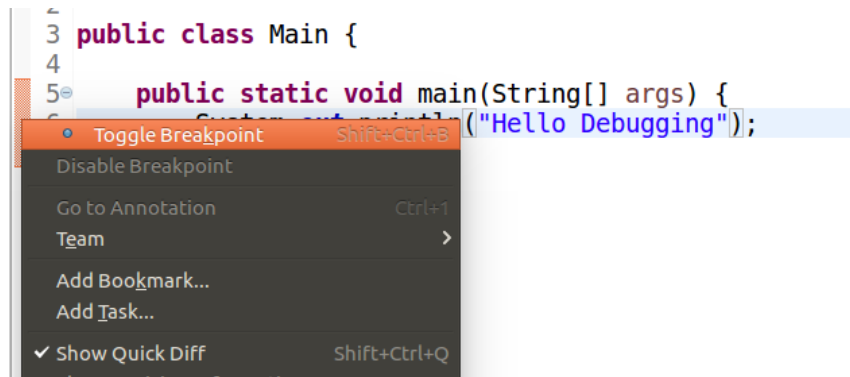 3 public class Main {
4
5 public static void main(String[] args) {
("Hello Debugging");
Toggle Breakpoint Shift+Ctrl+B
Disable Breakpoint
Go to Annotation Ctrl+1
Team
Add Bookmark...
Add Task...
Show Quick Diff Shift+Ctrl+Q